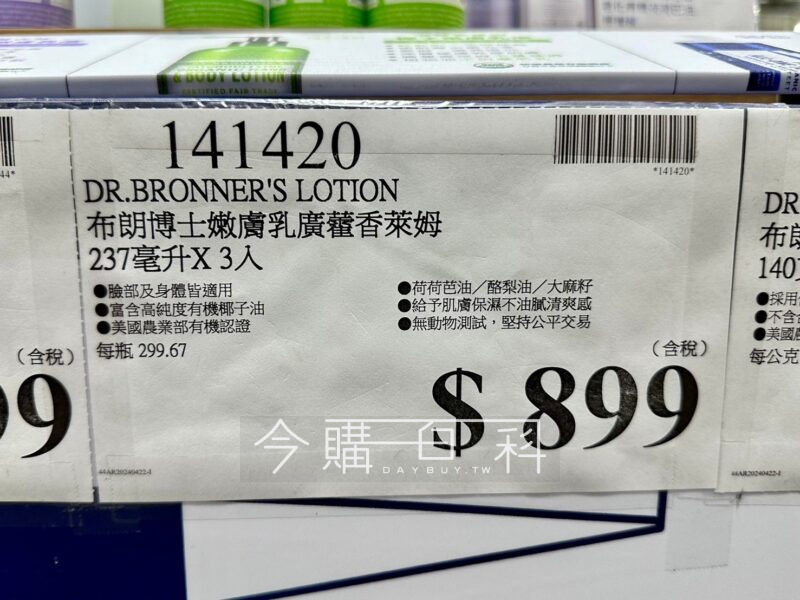 & BODY LOTION
CERTIFIED FAIR TRADE
141420
*141420*
44*
DR.BRONNER'S LOTION
布朗博士嫩膚乳廣藿香萊姆
237毫升X 3入
●臉部及身體皆適用
●富含高純度有機椰子油
●美國農業部有機認證
●荷荷芭油／酪梨油／大麻籽
●給予肌膚保濕不油膩清爽感
●無動物測試，堅持公平交易
每瓶 299.67
(含稅)
$ 899
44AR20240422-1
今購百科
DAYBUY.TW
(含稅)
99
DR
布朗
140
●採用
●不含
●美國
每公克
44AR20240422-1